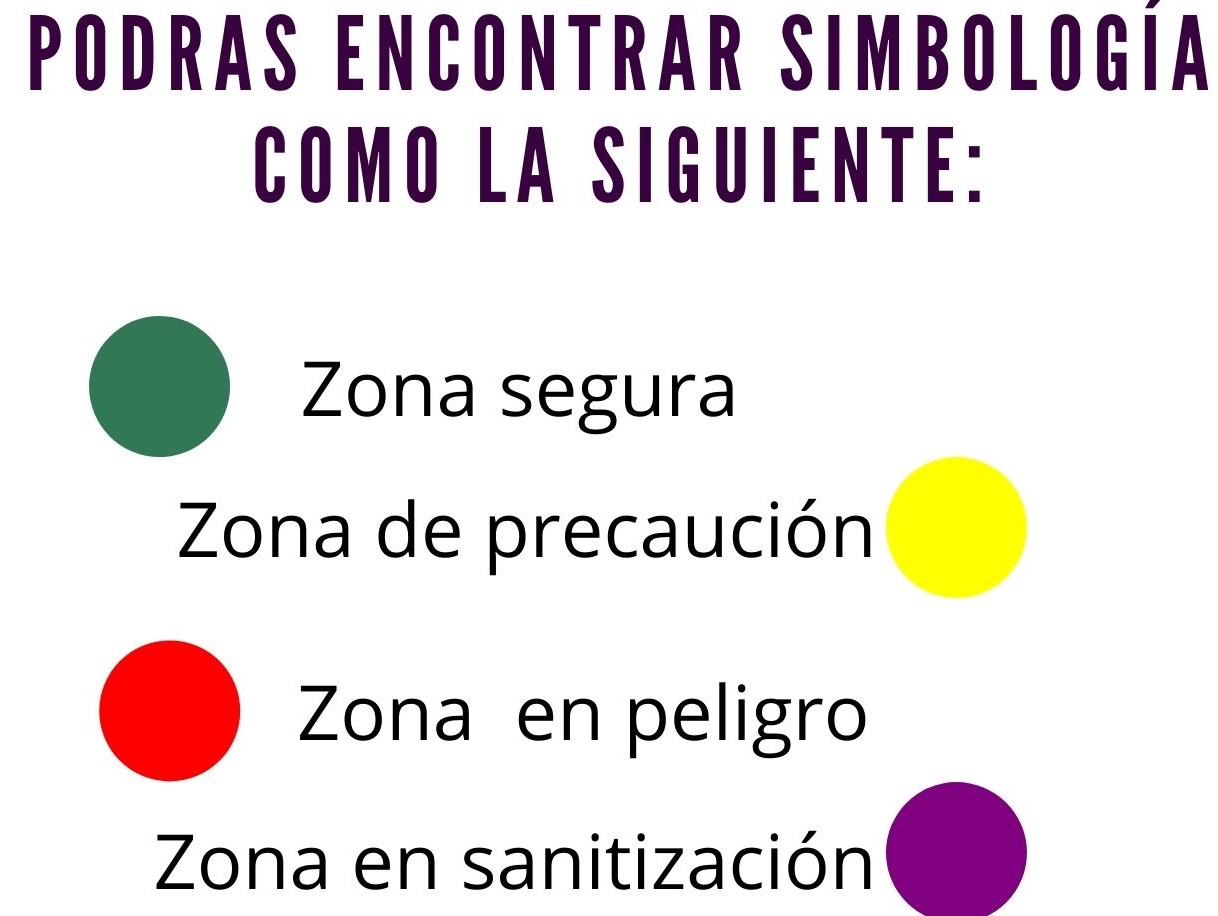 PODRAS ENCONTRAR SIMBOLOGÍA
COMO LA SIGUIENTE:
Zona segura
Zona de precaución
Zona en peligro
Zona en sanitización